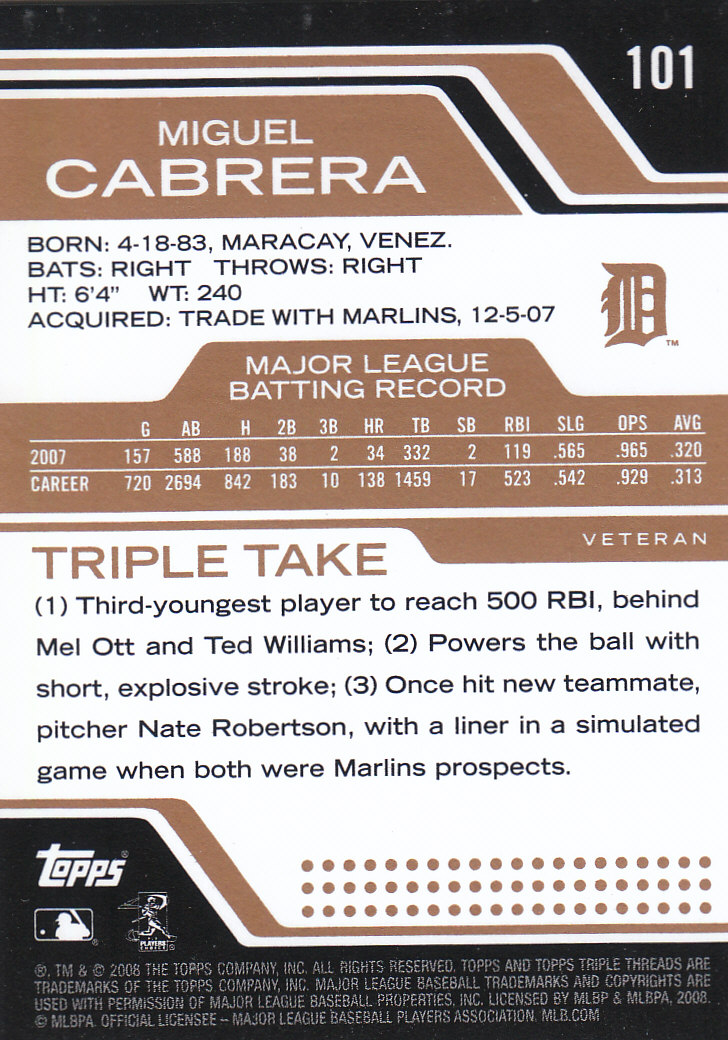 101
MIGUEL
CABRERA
BORN: 4-18-83, MARACAY, VENEZ.
BATS: RIGHT THROWS: RIGHT
HT: 6'4" WT: 240
ACQUIRED: TRADE WITH MARLINS, 12-5-07
D
TM
MAJOR LEAGUE
BATTING RECORD
G AB H 2B 3B HR TB SB RBI SLG OPS AVG
2007 157 588 188 38 2 34 332 2 119 .565 .965 .320
CAREER 720 2694 842 183 10 138 1459 17 523 .542 .929 .313
VETERAN
TRIPLE TAKE
(1) Third-youngest player to reach 500 RBI, behind
Mel Ott and Ted Williams; (2) Powers the ball with
short, explosive stroke; (3) Once hit new teammate,
pitcher Nate Robertson, with a liner in a simulated
game when both were Marlins prospects.
topps®
PLAYERS
CHOICE
®, TM & © 2008 THE TOPPS COMPANY, INC. ALL RIGHTS RESERVED. TOPPS AND TOPPS TRIPLE THREADS ARE
TRADEMARKS OF THE TOPPS COMPANY, INC. MAJOR LEAGUE BASEBALL TRADEMARKS AND COPYRIGHTS ARE
USED WITH PERMISSION OF MAJOR LEAGUE BASEBALL PROPERTIES, INC. LICENSED BY MLBP & MLBPA, 2008.
© MLBPA. OFFICIAL LICENSEE – MAJOR LEAGUE BASEBALL PLAYERS ASSOCIATION. MLB.COM